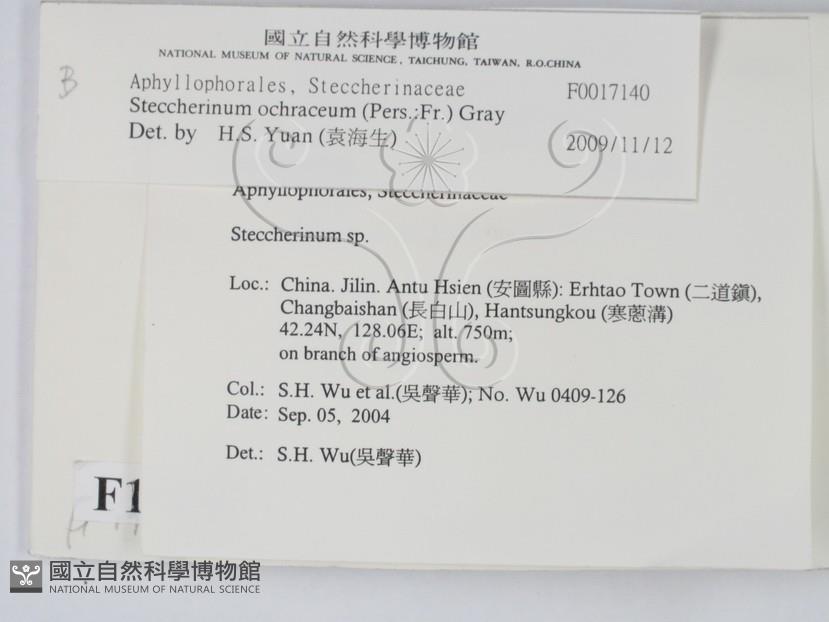 國立自然科學博物館
NATIONAL MUSEUM OF NATURAL SCIENCE, TAICHUNG, TAIWAN, R.O.CHINA
B
Aphyllophorales, Steccherinaceae F0017140
Steccherinum ochraceum (Pers.:Fr.) Gray
Det. by H.S. Yuan (袁海生) 2009/11/12
Aphyllophorales, Steccherinaceae
Steccherinum sp.
Loc.: China. Jilin. Antu Hsien (安圖縣): Erhtao Town (二道鎮),
Changbaishan (長白山), Hantsungkou (寒蔥溝)
42.24N, 128.06E; alt. 750m;
on branch of angiosperm.
Col.: S.H. Wu et al.(吳聲華); No. Wu 0409-126
Date: Sep. 05, 2004
Det.: S.H. Wu(吳聲華)
F1
國立自然科學博物館
NATIONAL MUSEUM OF NATURAL SCIENCE